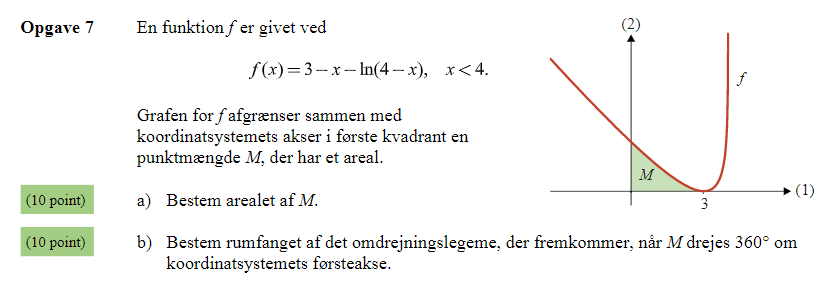 Opgave 7 En funktion f er givet ved
f(x) = 3 − x − ln(4 − x), x < 4.
Grafen for f afgrænser sammen med
koordinatsystemets akser i første kvadrant en
punktmængde M, der har et areal.
(10 point) a) Bestem arealet af M.
(10 point) b) Bestem rumfanget af det omdrejningslegeme, der fremkommer, når M drejes 360° om
koordinatsystemets førsteakse.
(2)
f
M
(1)
3